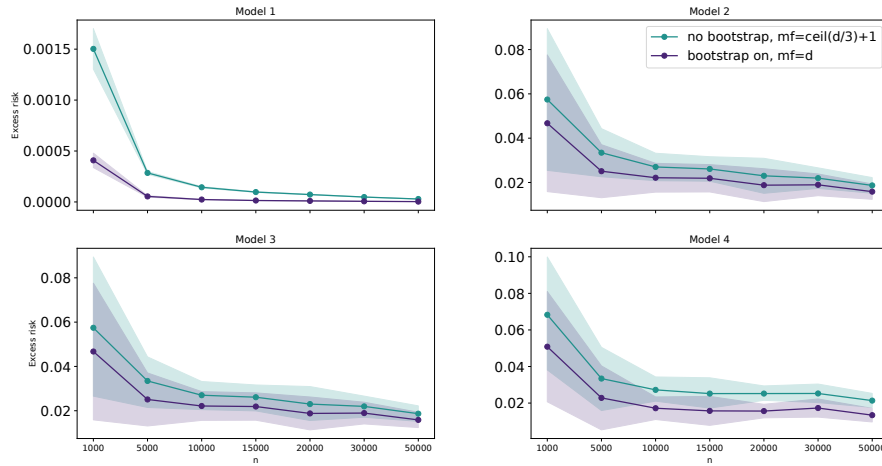 Model 1
Excess risk
0.0015
0.0010
0.0005
0.0000
Model 2
no bootstrap, mf=ceil(d/3)+1
bootstrap on, mf=d
0.08
0.06
0.04
0.02
Model 3
Excess risk
0.08
0.06
0.04
0.02
1000 5000 10000 15000 20000 30000 50000
n
Model 4
0.10
0.08
0.06
0.04
0.02
1000 5000 10000 15000 20000 30000 50000
n